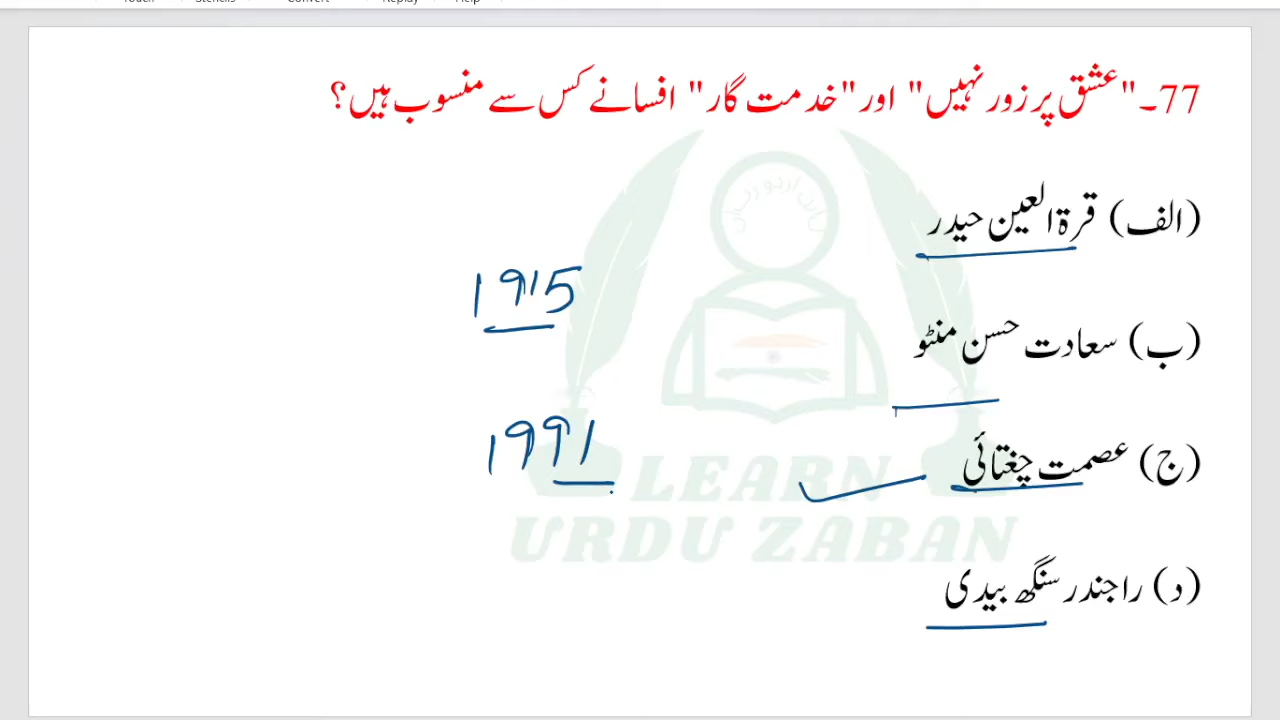 77۔"عشق پر زور نہیں" اور "خدمت گار" افسانے کس سے منسوب ہیں؟
(الف) قرۃ العین حیدر
1915
(ب) سعادت حسن منٹو
1991
(ج) عصمت چغتائی
LEARN
URDU ZABAN
(د) راجندر سنگھ بیدی